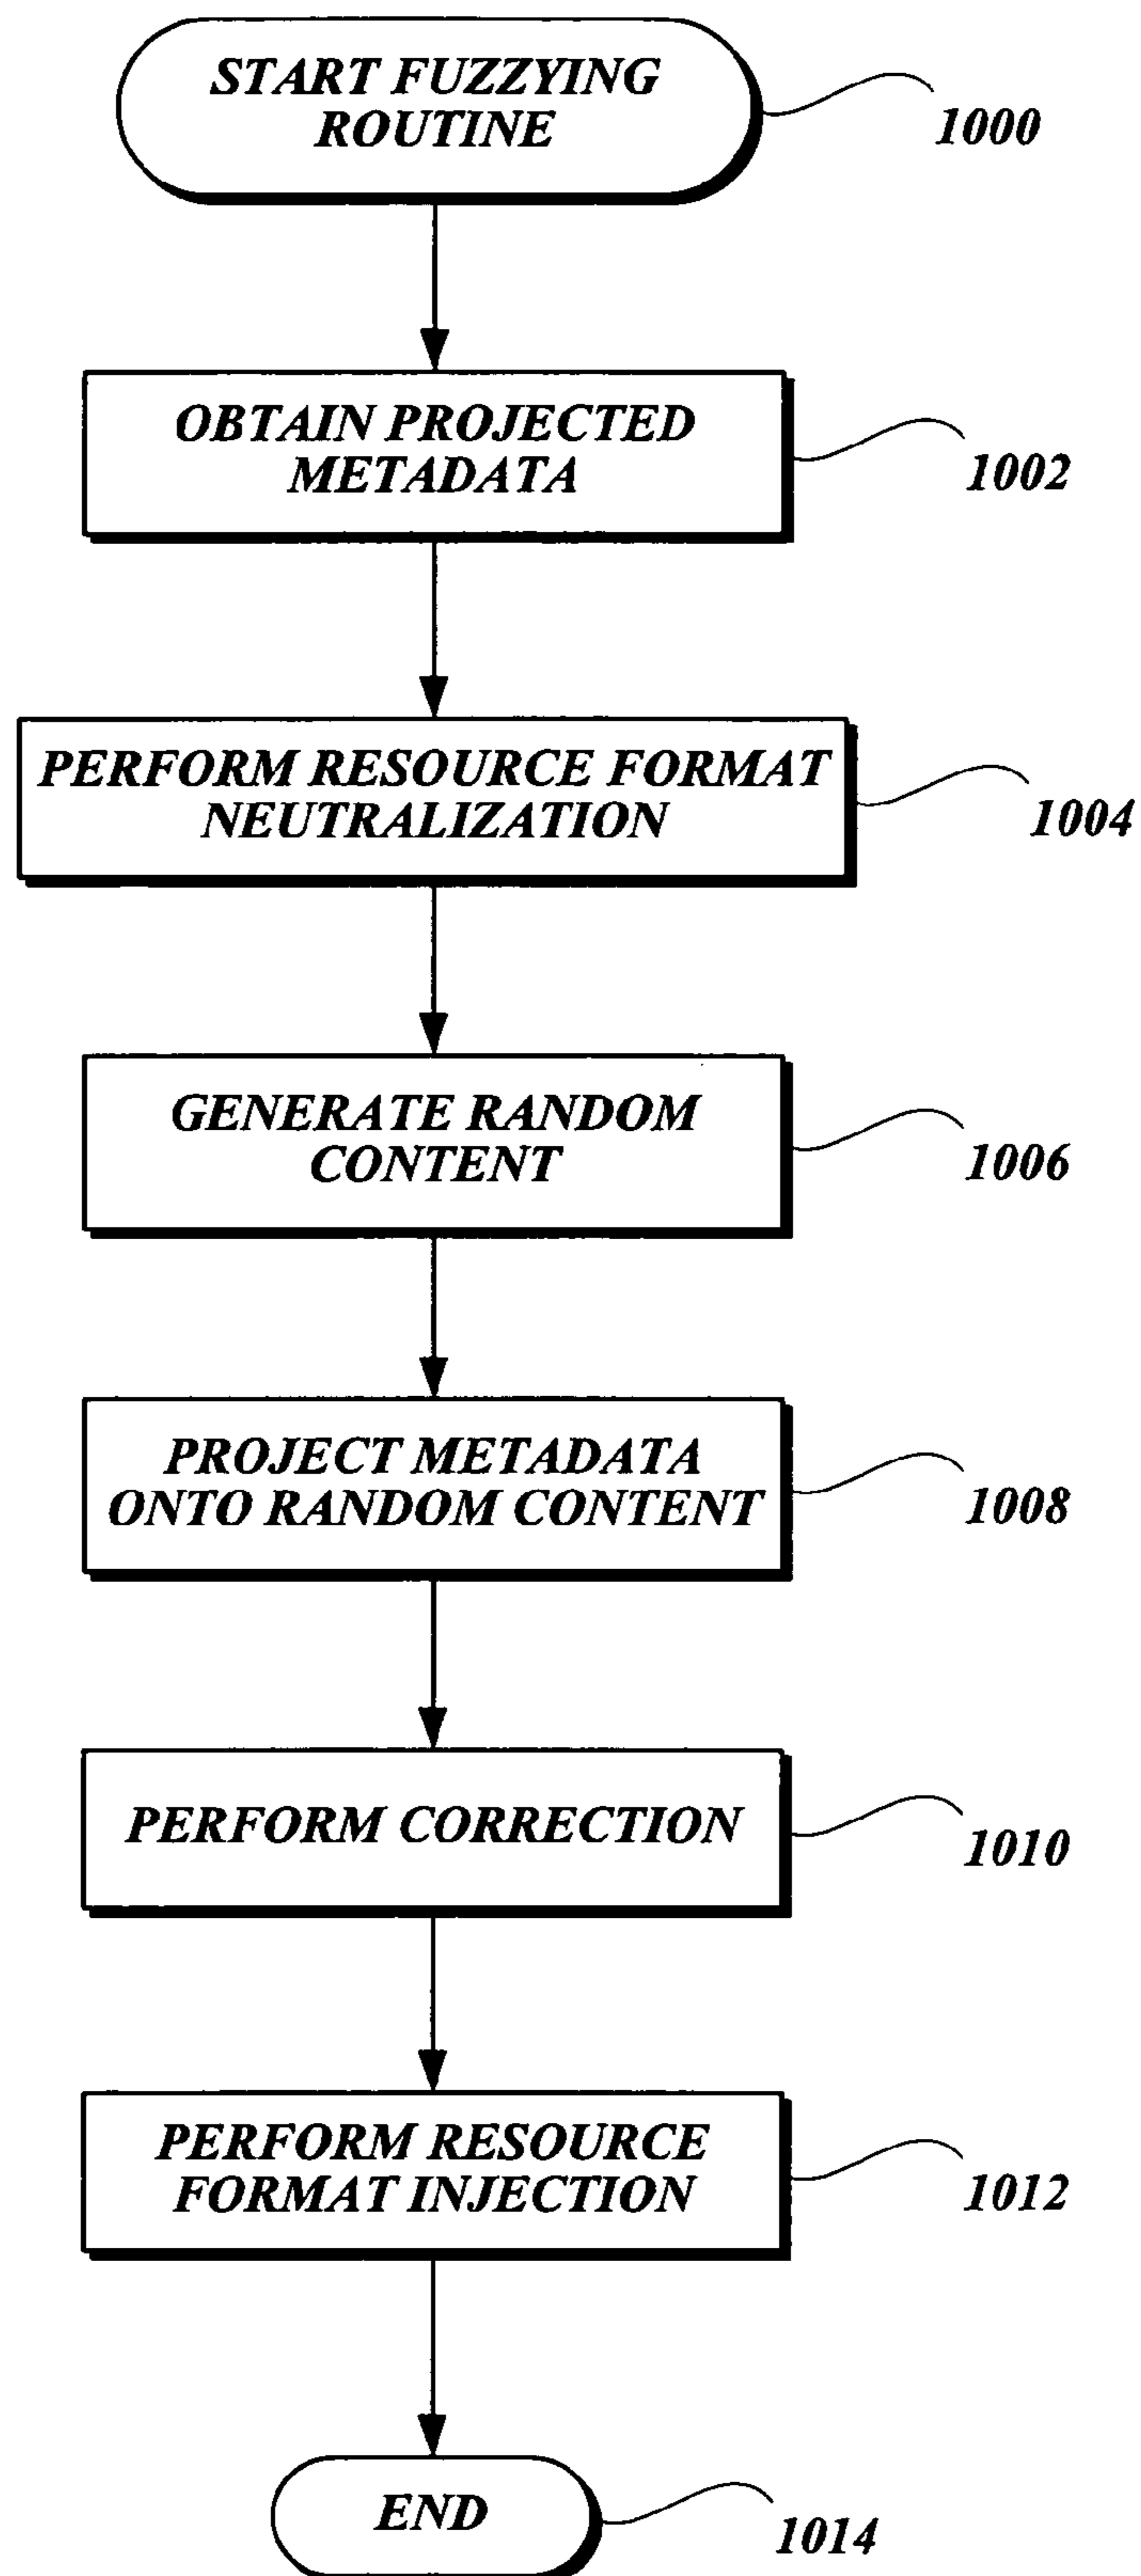 START FUZZYING
ROUTINE
1000
OBTAIN PROJECTED
METADATA
1002
PERFORM RESOURCE FORMAT
NEUTRALIZATION
1004
GENERATE RANDOM
CONTENT
1006
PROJECT METADATA
ONTO RANDOM CONTENT
1008
PERFORM CORRECTION
1010
PERFORM RESOURCE
FORMAT INJECTION
1012
END
1014